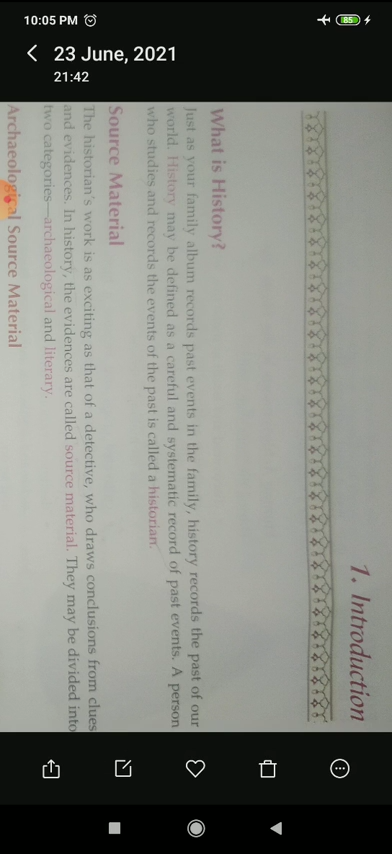 10:05 PM
85
23 June, 2021
21:42
1. Introduction
What is History?
Just as your family album records past events in the family, history records the past of our
world. History may be defined as a careful and systematic record of past events. A person
who studies and records the events of the past is called a historian.
Source Material
The historian's work is as exciting as that of a detective, who draws conclusions from clues
and evidences. In history, the evidences are called source material. They may be divided into
two categories—archaeological and literary.
Archaeological Source Material